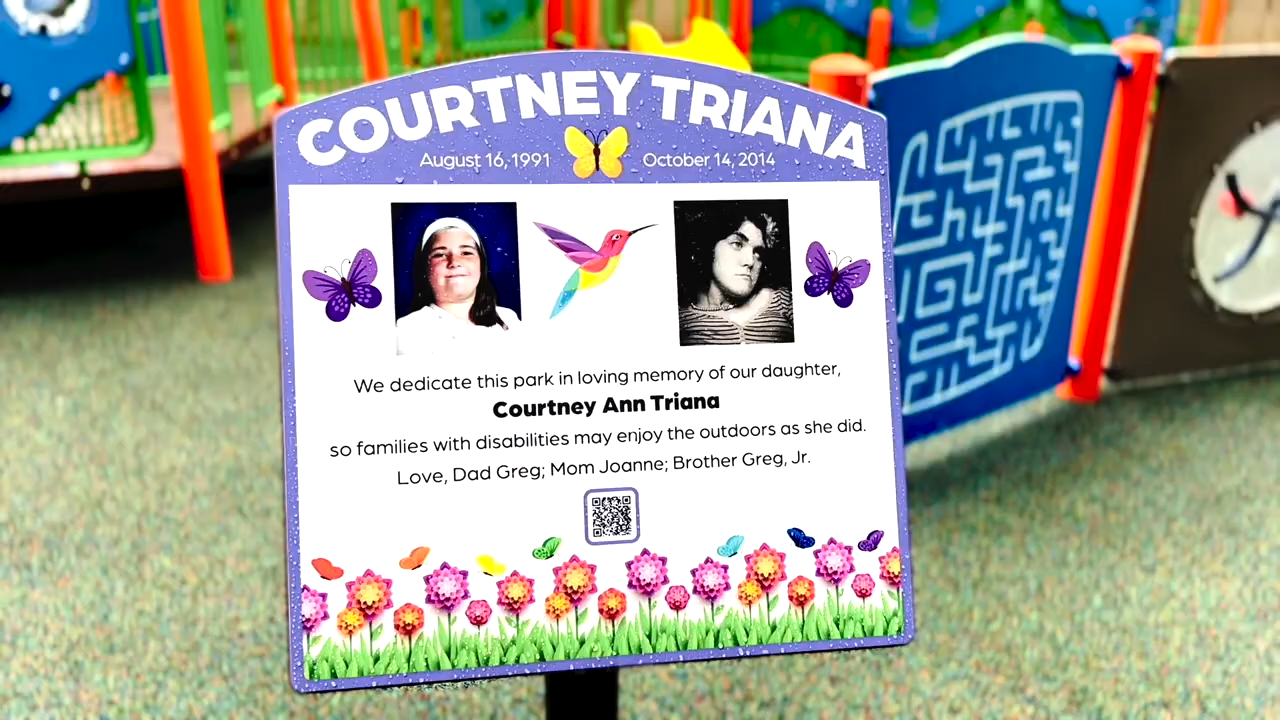 COURTNEY TRIANA
August 16, 1991 October 14, 2014
We dedicate this park in loving memory of our daughter,
Courtney Ann Triana
so families with disabilities may enjoy the outdoors as she did.
Love, Dad Greg; Mom Joanne; Brother Greg, Jr.